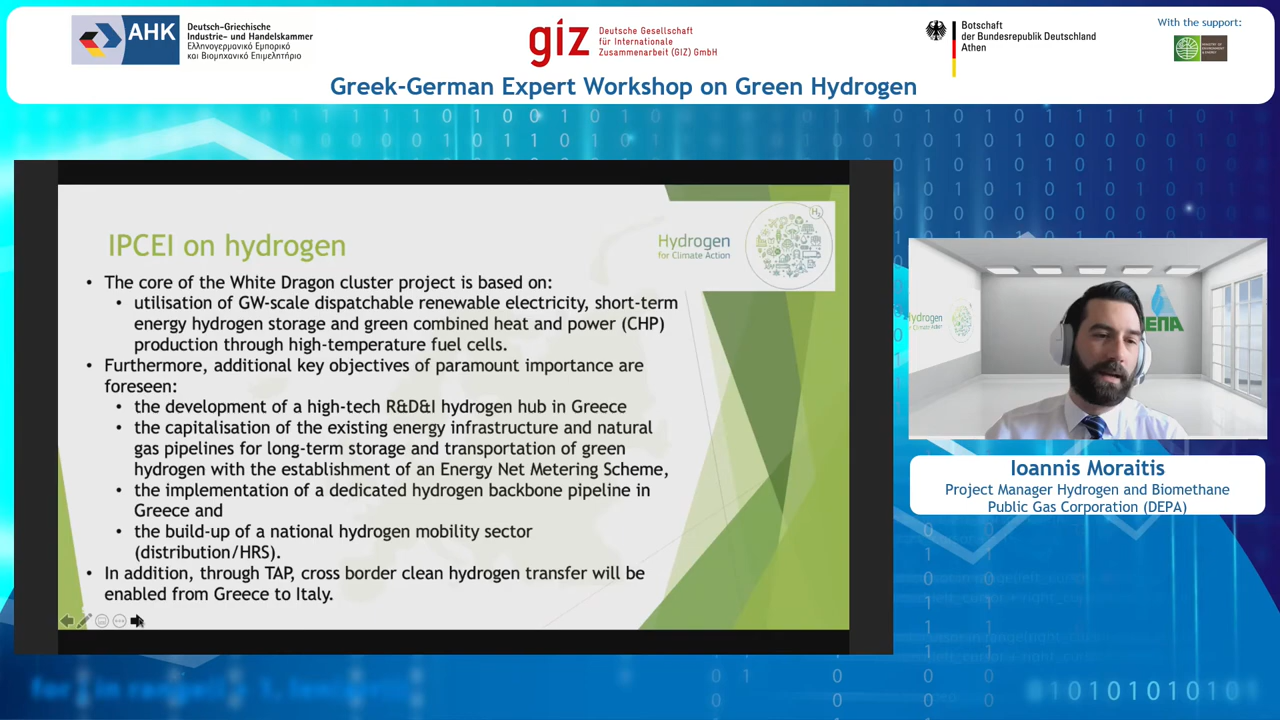 AHK
Deutsch-Griechische
Industrie- und Handelskammer
Ελληνογερμανικό Εμπορικό
και Βιομηχανικό Επιμελητήριο
giz
Deutsche Gesellschaft
für Internationale
Zusammenarbeit (GIZ) GmbH
Botschaft
der Bundesrepublik Deutschland
Athen
With the support:
Greek-German Expert Workshop on Green Hydrogen
IPCEI on hydrogen
Hydrogen
for Climate Action
H₂
• The core of the White Dragon cluster project is based on:
• utilisation of GW-scale dispatchable renewable electricity, short-term
energy hydrogen storage and green combined heat and power (CHP)
production through high-temperature fuel cells.
• Furthermore, additional key objectives of paramount importance are
foreseen:
• the development of a high-tech R&D&I hydrogen hub in Greece
• the capitalisation of the existing energy infrastructure and natural
gas pipelines for long-term storage and transportation of green
hydrogen with the establishment of an Energy Net Metering Scheme,
• the implementation of a dedicated hydrogen backbone pipeline in
Greece and
• the build-up of a national hydrogen mobility sector
(distribution/HRS).
• In addition, through TAP, cross border clean hydrogen transfer will be
enabled from Greece to Italy.
ydrogen
r Climate Action
ΕΠΑ
Ioannis Moraitis
Project Manager Hydrogen and Biomethane
Public Gas Corporation (DEPA)
010101010101